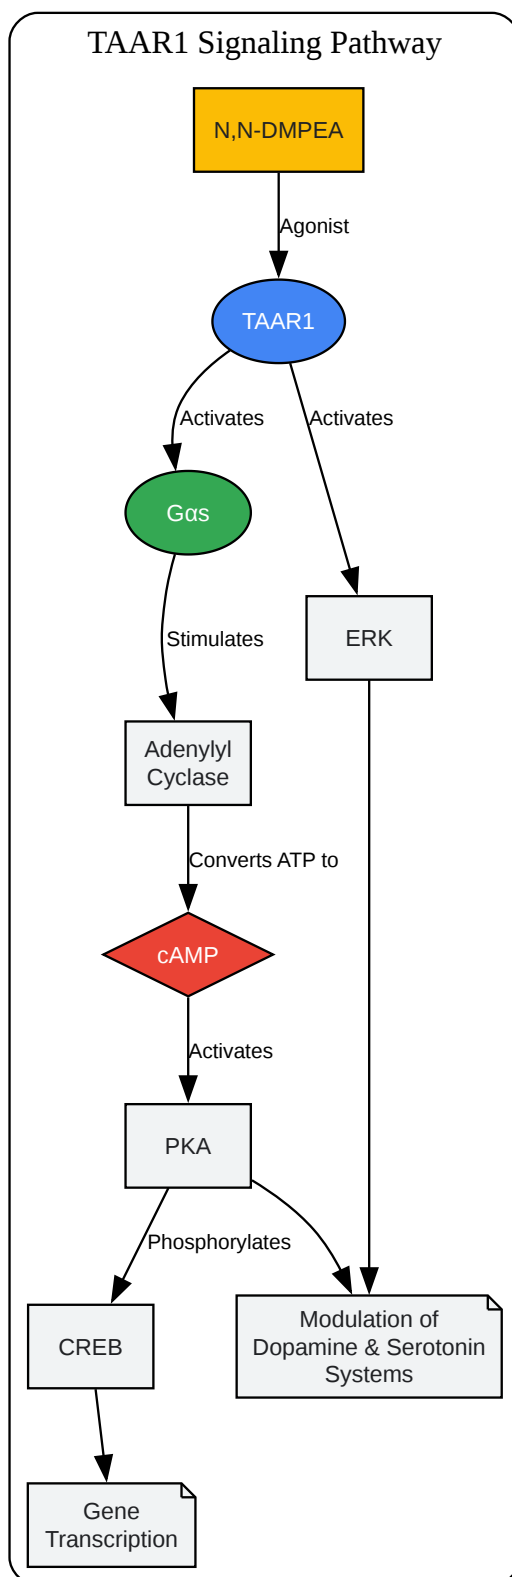 TAAR1 Signaling Pathway
N,N-DMPEA
Agonist
TAAR1
Activates
Activates
Gαs
Stimulates
ERK
Adenylyl
Cyclase
Converts ATP to
cAMP
Activates
PKA
Phosphorylates
CREB
Modulation of
Dopamine & Serotonin
Systems
Gene
Transcription